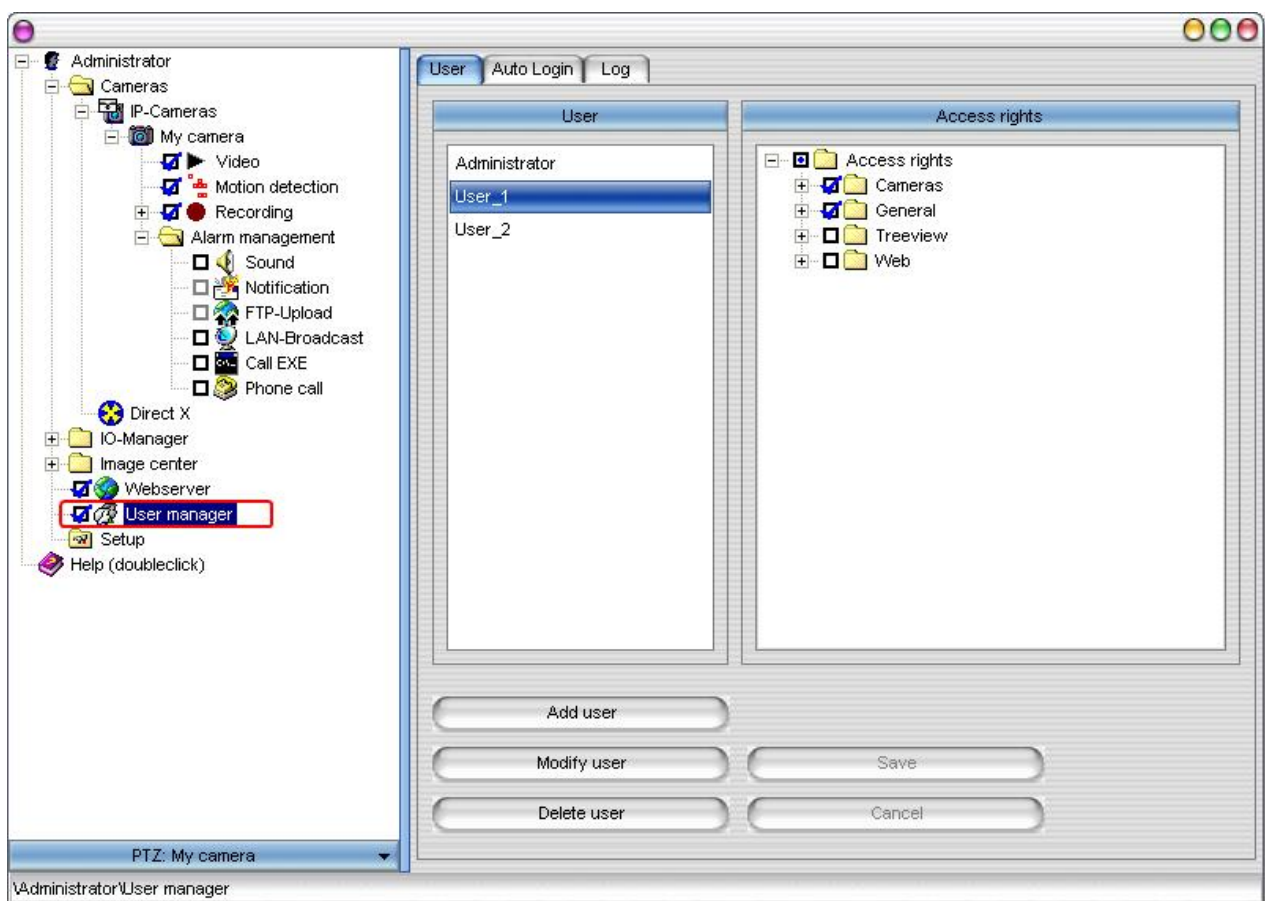 Administrator
Cameras
IP-Cameras
My camera
Video
Motion detection
Recording
Alarm management
Sound
Notification
FTP-Upload
LAN-Broadcast
Call EXE
Phone call
Direct X
IO-Manager
Image center
Webserver
User manager
Setup
Help (doubleclick)
PTZ: My camera
User Auto Login Log
User
Administrator
User_1
User_2
Access rights
Access rights
Cameras
General
Treeview
Web
Add user
Modify user
Save
Delete user
Cancel
\Administrator\User manager